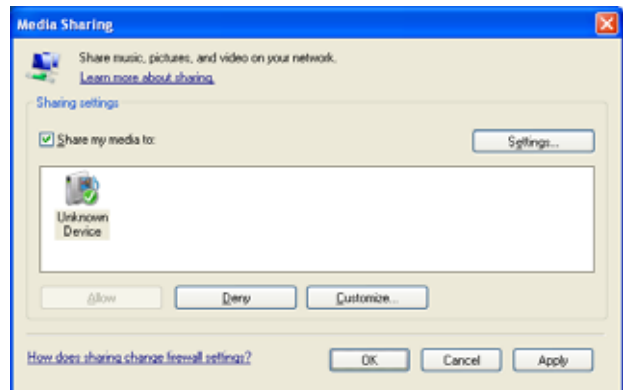 Media Sharing
Share music, pictures, and video on your network.
Learn more about sharing.
Sharing settings
Share my media to:
Settings...
Unknown
Device
Allow
Deny
Customize...
How does sharing change firewall settings?
OK
Cancel
Apply